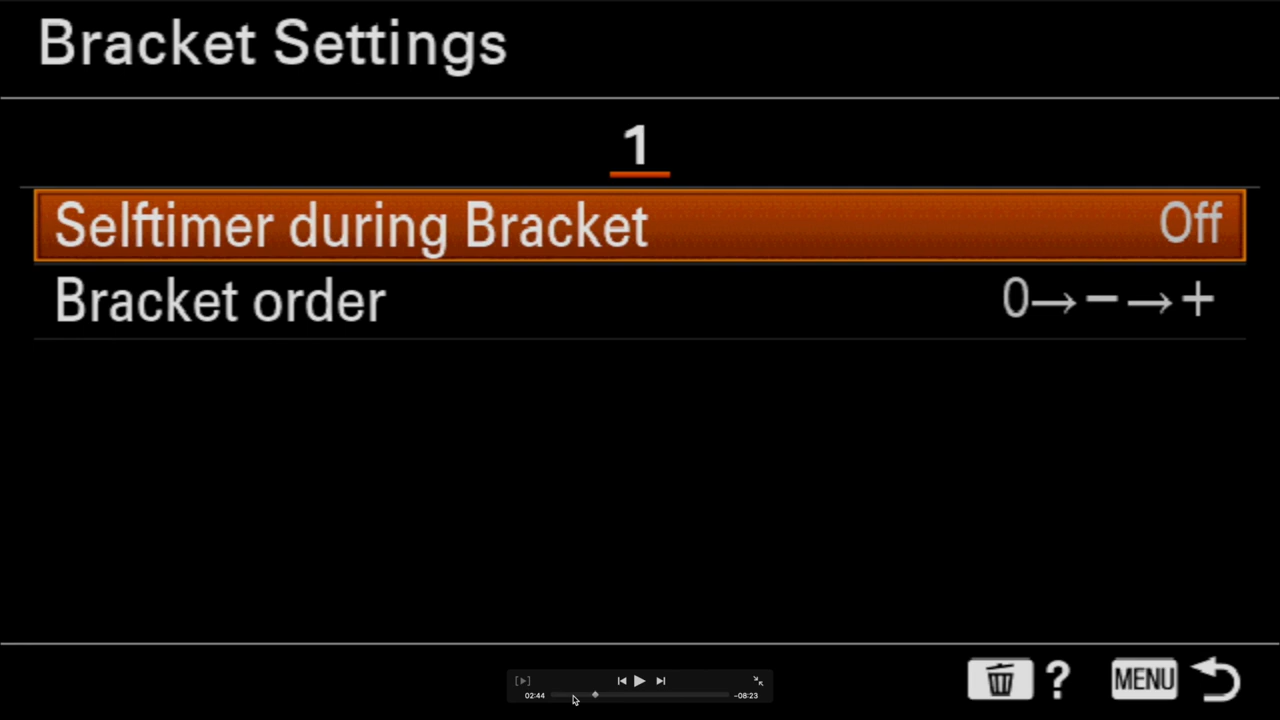 Bracket Settings
1
Selftimer during Bracket Off
Bracket order 0→−→+
? MENU
02:44 -08:23